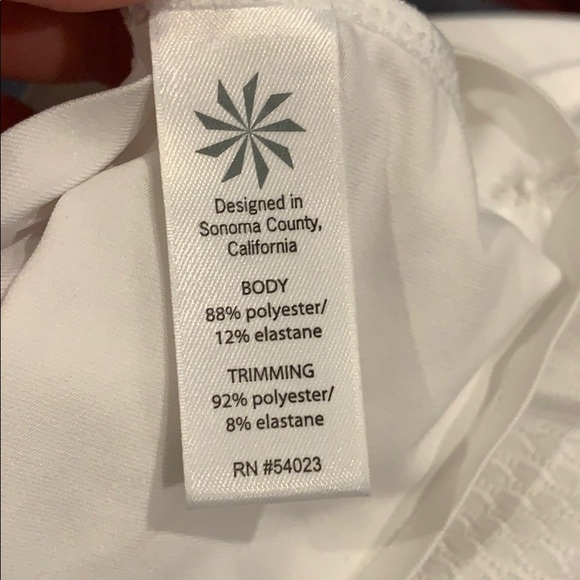 Designed in
Sonoma County,
California
BODY
88% polyester/
12% elastane
TRIMMING
92% polyester/
8% elastane
RN #54023